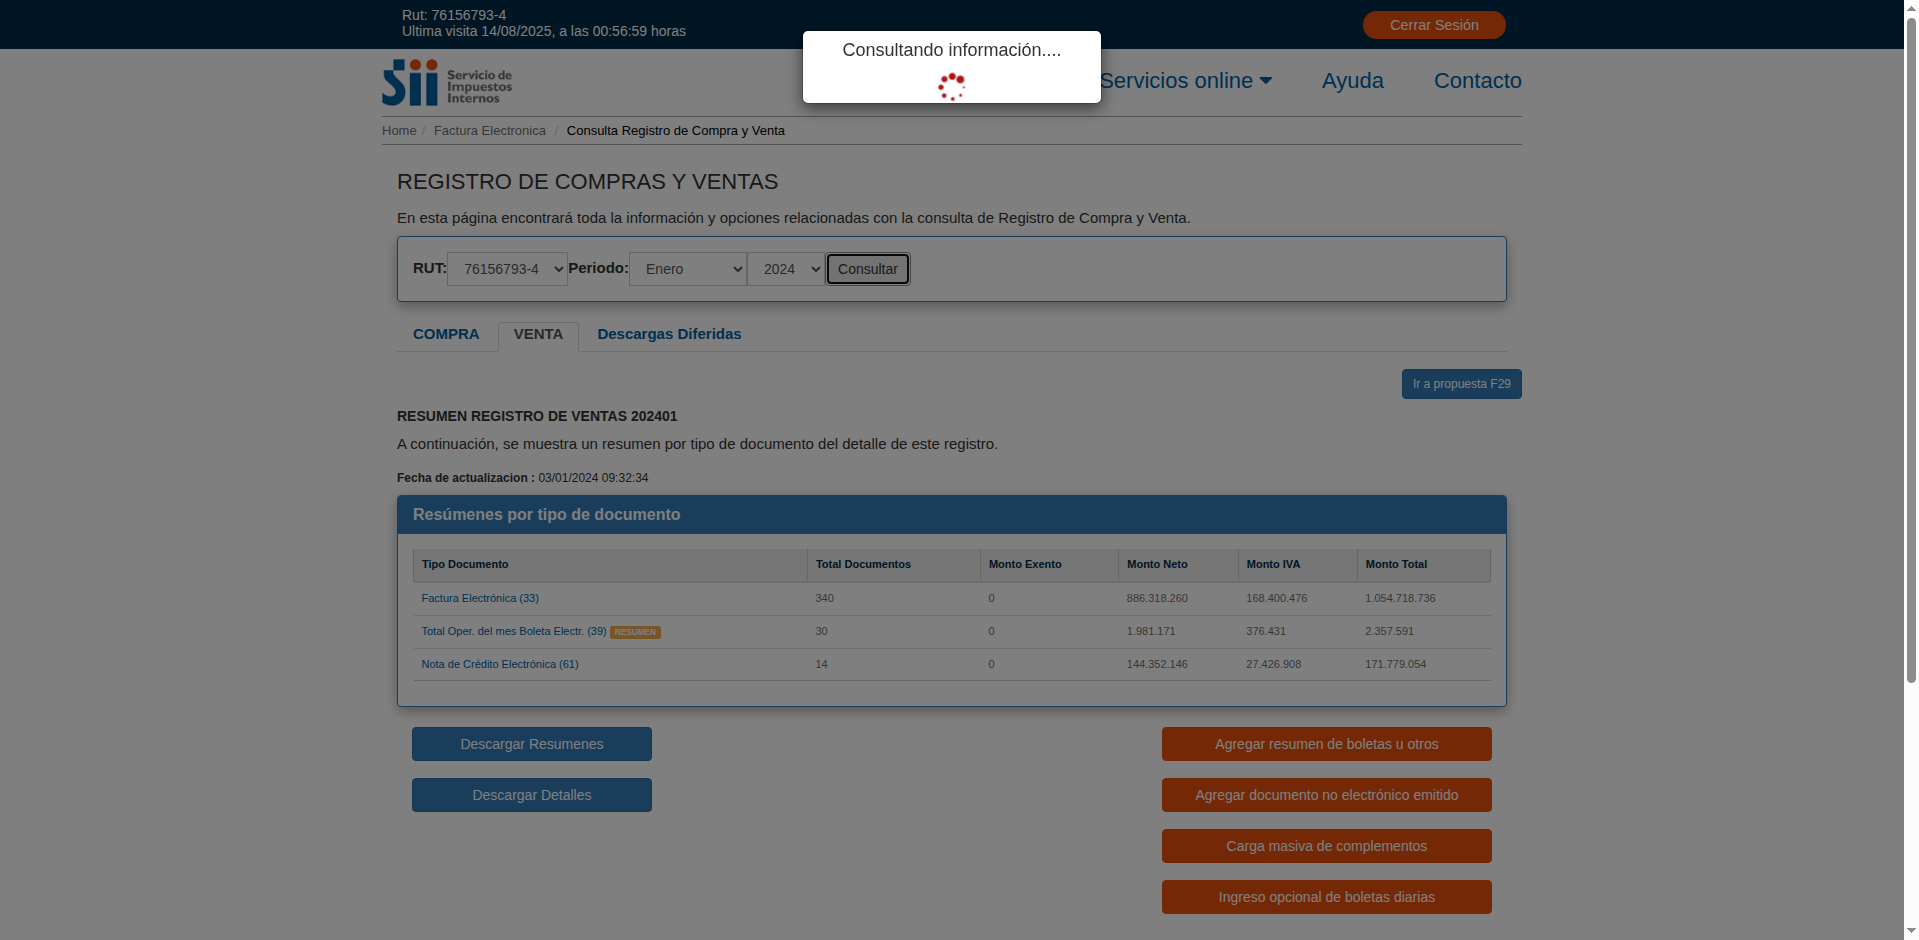 Rut: 76156793-4
Ultima visita 14/08/2025, a las 00:56:59 horas
Cerrar Sesión
Consultando información....
Sii Servicio de
Impuestos
Internos
Servicios online
Ayuda
Contacto
Home / Factura Electronica / Consulta Registro de Compra y Venta
REGISTRO DE COMPRAS Y VENTAS
En esta página encontrará toda la información y opciones relacionadas con la consulta de Registro de Compra y Venta.
RUT: 76156793-4 Periodo: Enero 2024 Consultar
COMPRA VENTA Descargas Diferidas
Ir a propuesta F29
RESUMEN REGISTRO DE VENTAS 202401
A continuación, se muestra un resumen por tipo de documento del detalle de este registro.
Fecha de actualizacion : 03/01/2024 09:32:34
Resúmenes por tipo de documento
Tipo Documento Total Documentos Monto Exento Monto Neto Monto IVA Monto Total
Factura Electrónica (33) 340 0 886.318.260 168.400.476 1.054.718.736
Total Oper. del mes Boleta Electr. (39) RESUMEN 30 0 1.981.171 376.431 2.357.591
Nota de Crédito Electrónica (61) 14 0 144.352.146 27.426.908 171.779.054
Descargar Resumenes
Agregar resumen de boletas u otros
Descargar Detalles
Agregar documento no electrónico emitido
Carga masiva de complementos
Ingreso opcional de boletas diarias